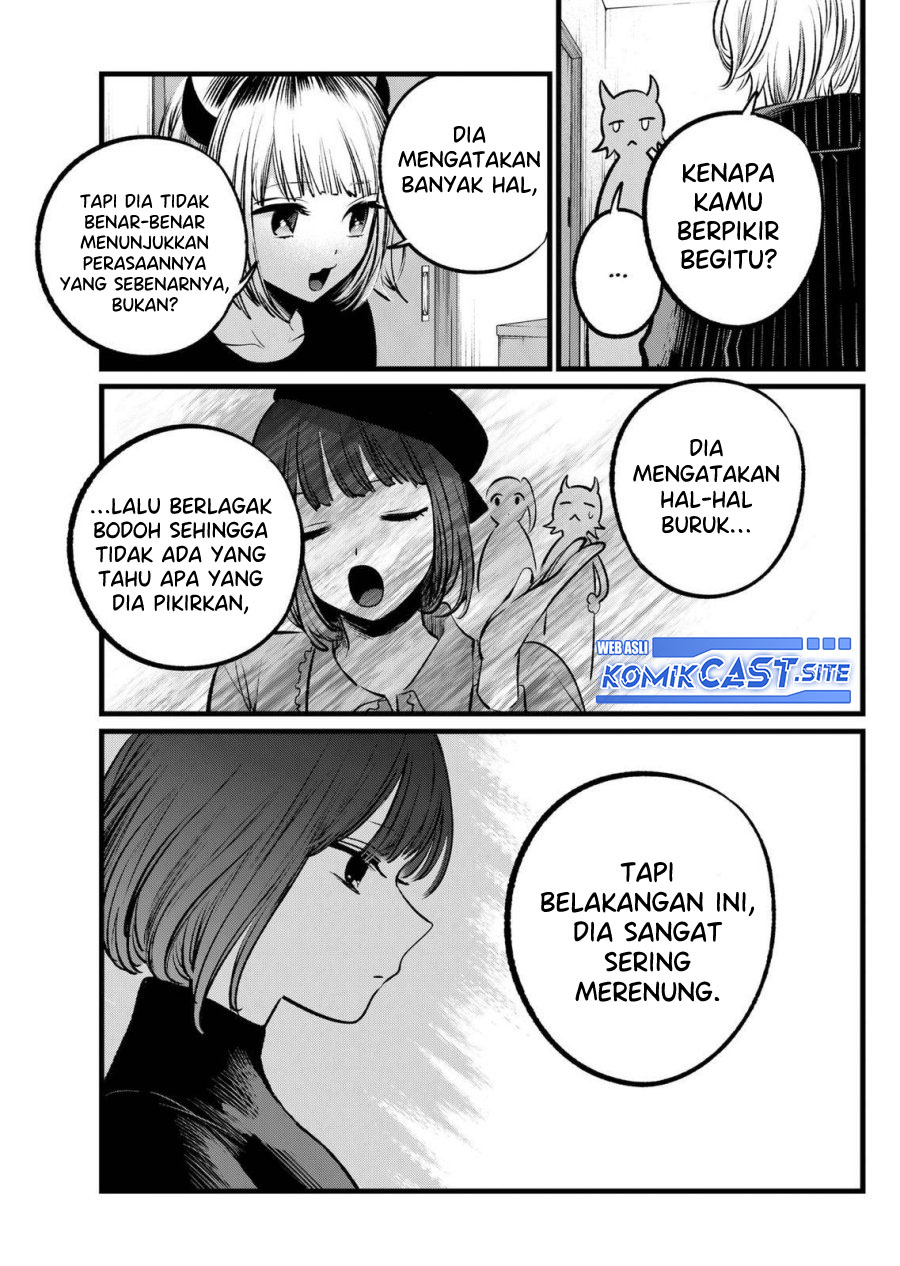 KENAPA
KAMU
BERPIKIR
BEGITU?
...
DIA
MENGATAKAN
BANYAK HAL,
TAPI DIA TIDAK
BENAR-BENAR
MENUNJUKKAN
PERASAANNYA
YANG SEBENARNYA,
BUKAN?
DIA
MENGATAKAN
HAL-HAL
BURUK...
...LALU BERLAGAK
BODOH SEHINGGA
TIDAK ADA YANG
TAHU APA YANG
DIA PIKIRKAN,
WEB ASLI
KOMIKCAST.SITE
TAPI
BELAKANGAN INI,
DIA SANGAT
SERING
MERENUNG.